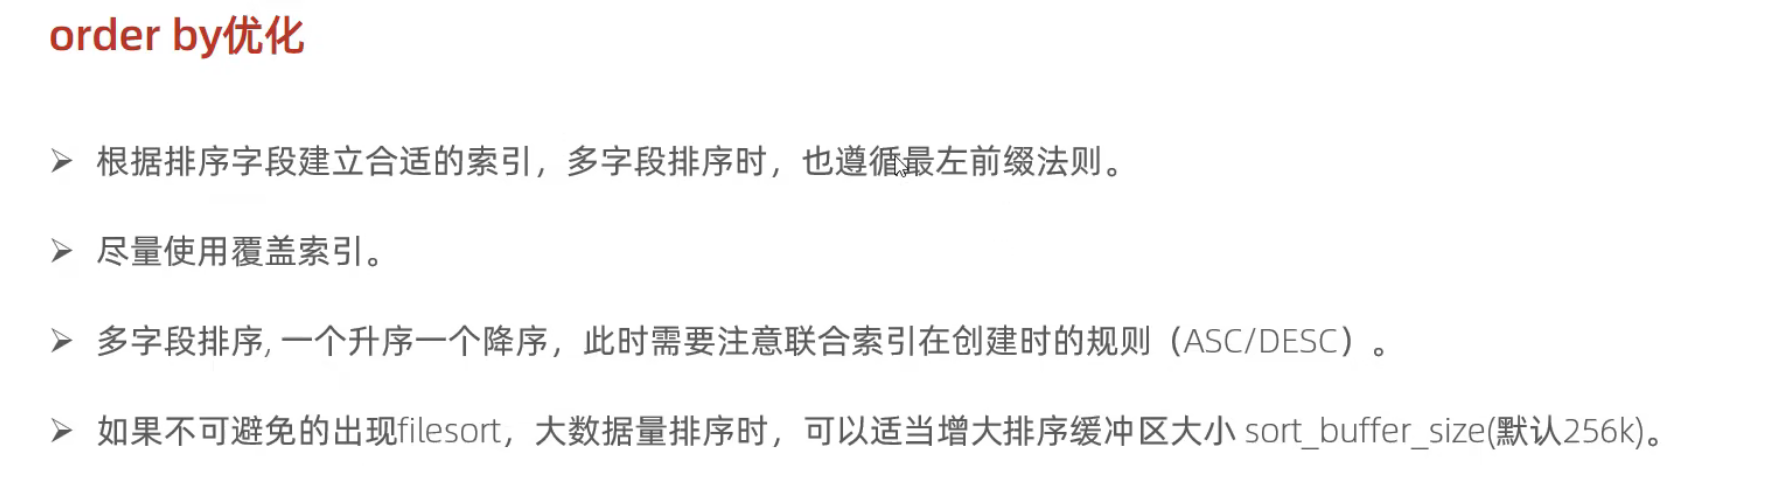 order by优化
➢ 根据排序字段建立合适的索引，多字段排序时，也遵循最左前缀法则。
➢ 尽量使用覆盖索引。
➢ 多字段排序, 一个升序一个降序，此时需要注意联合索引在创建时的规则（ASC/DESC）。
➢ 如果不可避免的出现filesort，大数据量排序时，可以适当增大排序缓冲区大小 sort_buffer_size(默认256k)。